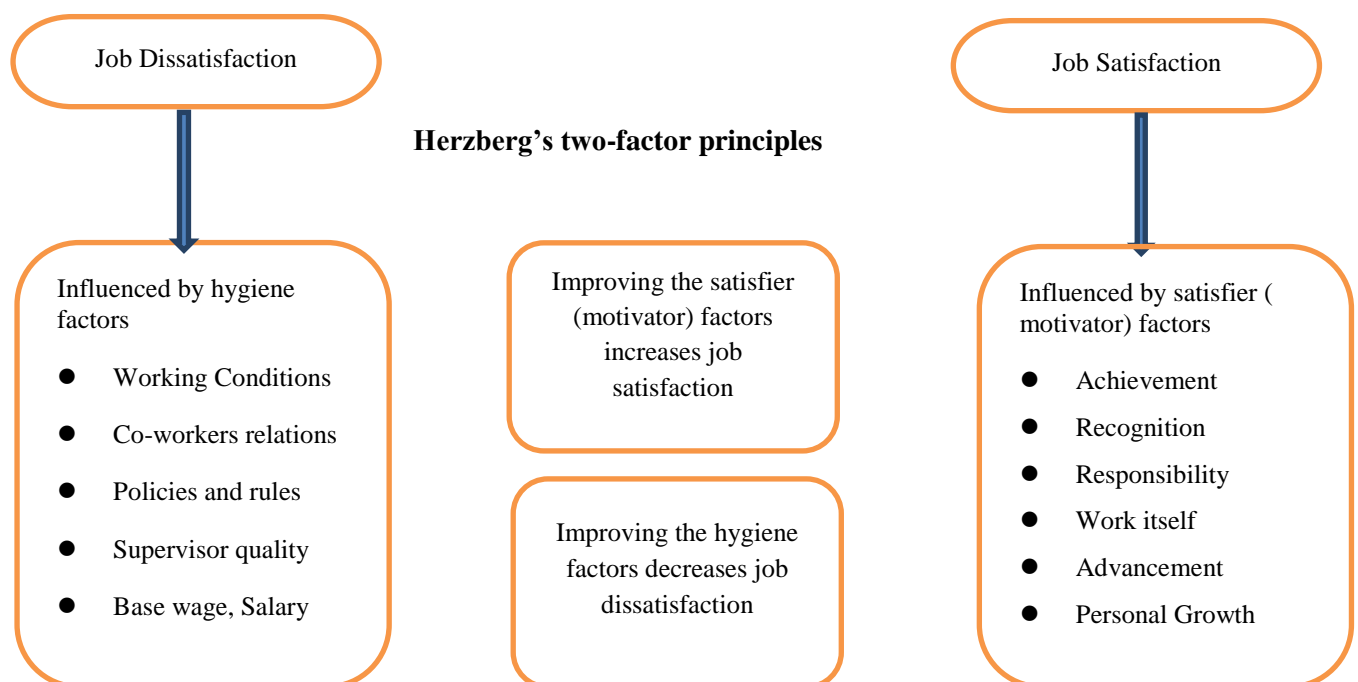 Job Dissatisfaction
Job Satisfaction
Herzberg’s two-factor principles
Influenced by hygiene
factors
● Working Conditions
● Co-workers relations
● Policies and rules
● Supervisor quality
● Base wage, Salary
Improving the satisfier
(motivator) factors
increases job
satisfaction
Improving the hygiene
factors decreases job
dissatisfaction
Influenced by satisfier (
motivator) factors
● Achievement
● Recognition
● Responsibility
● Work itself
● Advancement
● Personal Growth